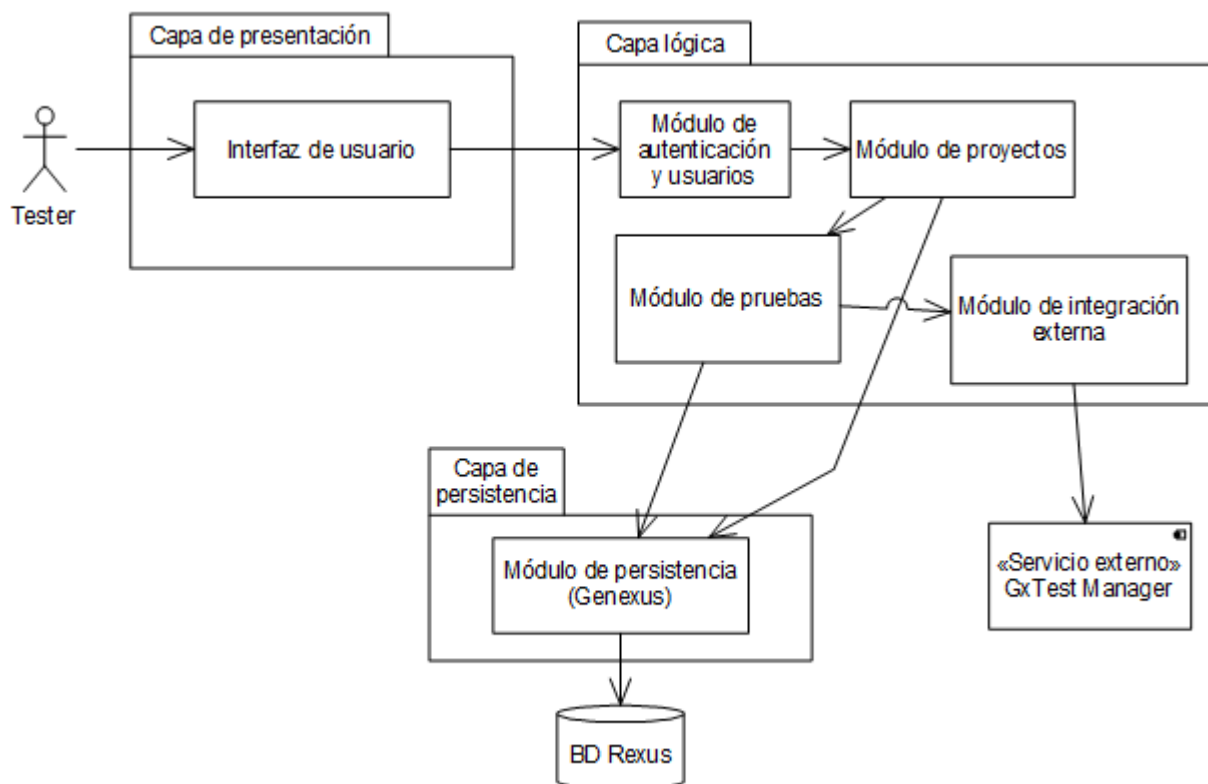 Capa de presentación
Capa lógica
Interfaz de usuario
Módulo de
autenticación
y usuarios
Módulo de proyectos
Tester
Módulo de pruebas
Módulo de integración
externa
Capa de
persistencia
Módulo de persistencia
(Genexus)
«Servicio externo»
GxTest Manager
BD Rexus